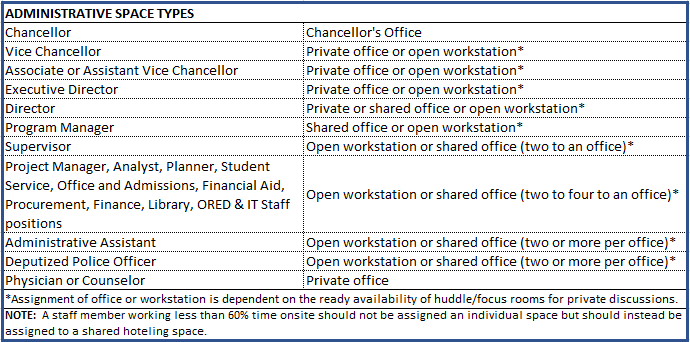 ADMINISTRATIVE SPACE TYPES
Chancellor Chancellor's Office
Vice Chancellor Private office or open workstation*
Associate or Assistant Vice Chancellor Private office or open workstation*
Executive Director Private office or open workstation*
Director Private or shared office or open workstation*
Program Manager Shared office or open workstation*
Supervisor Open workstation or shared office (two to an office)*
Project Manager, Analyst, Planner, Student
Service, Office and Admissions, Financial Aid,
Procurement, Finance, Library, ORED & IT Staff
positions
Open workstation or shared office (two to four to an office)*
Administrative Assistant Open workstation or shared office (two or more per office)*
Deputized Police Officer Open workstation or shared office (two or more per office)*
Physician or Counselor Private office
*Assignment of office or workstation is dependent on the ready availability of huddle/focus rooms for private discussions.
NOTE: A staff member working less than 60% time onsite should not be assigned an individual space but should instead be
assigned to a shared hoteling space.